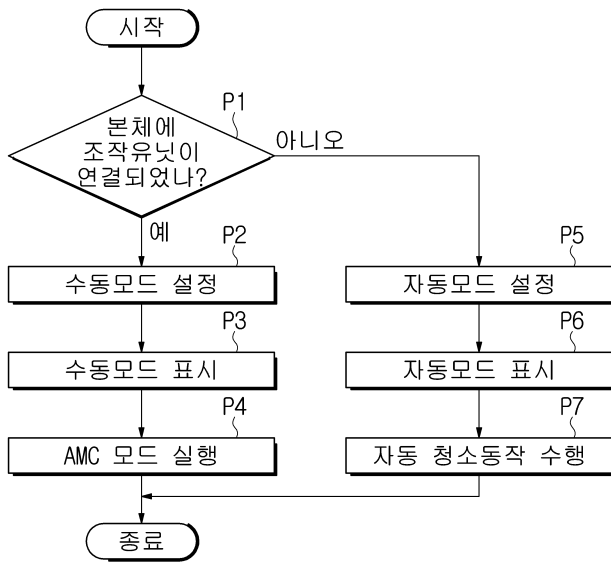 시작
P1
본체에
조작유닛이
연결되었나?
아니오
예
P2
수동모드 설정
P3
수동모드 표시
P4
AMC 모드 실행
P5
자동모드 설정
P6
자동모드 표시
P7
자동 청소동작 수행
종료